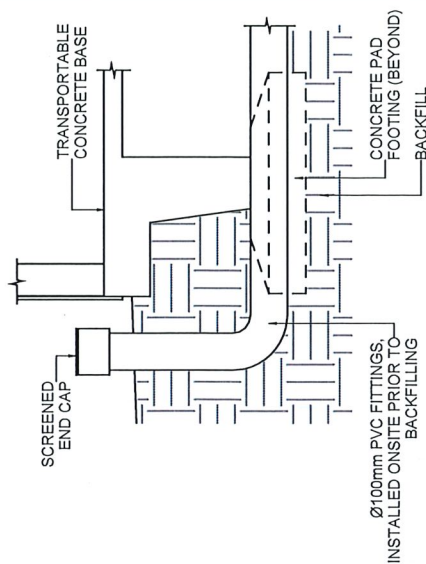 SCREENED
END CAP
TRANSPORTABLE
CONCRETE BASE
Ø100mm PVC FITTINGS,
INSTALLED ONSITE PRIOR TO
BACKFILLING
CONCRETE PAD
FOOTING (BEYOND)
BACKFILL